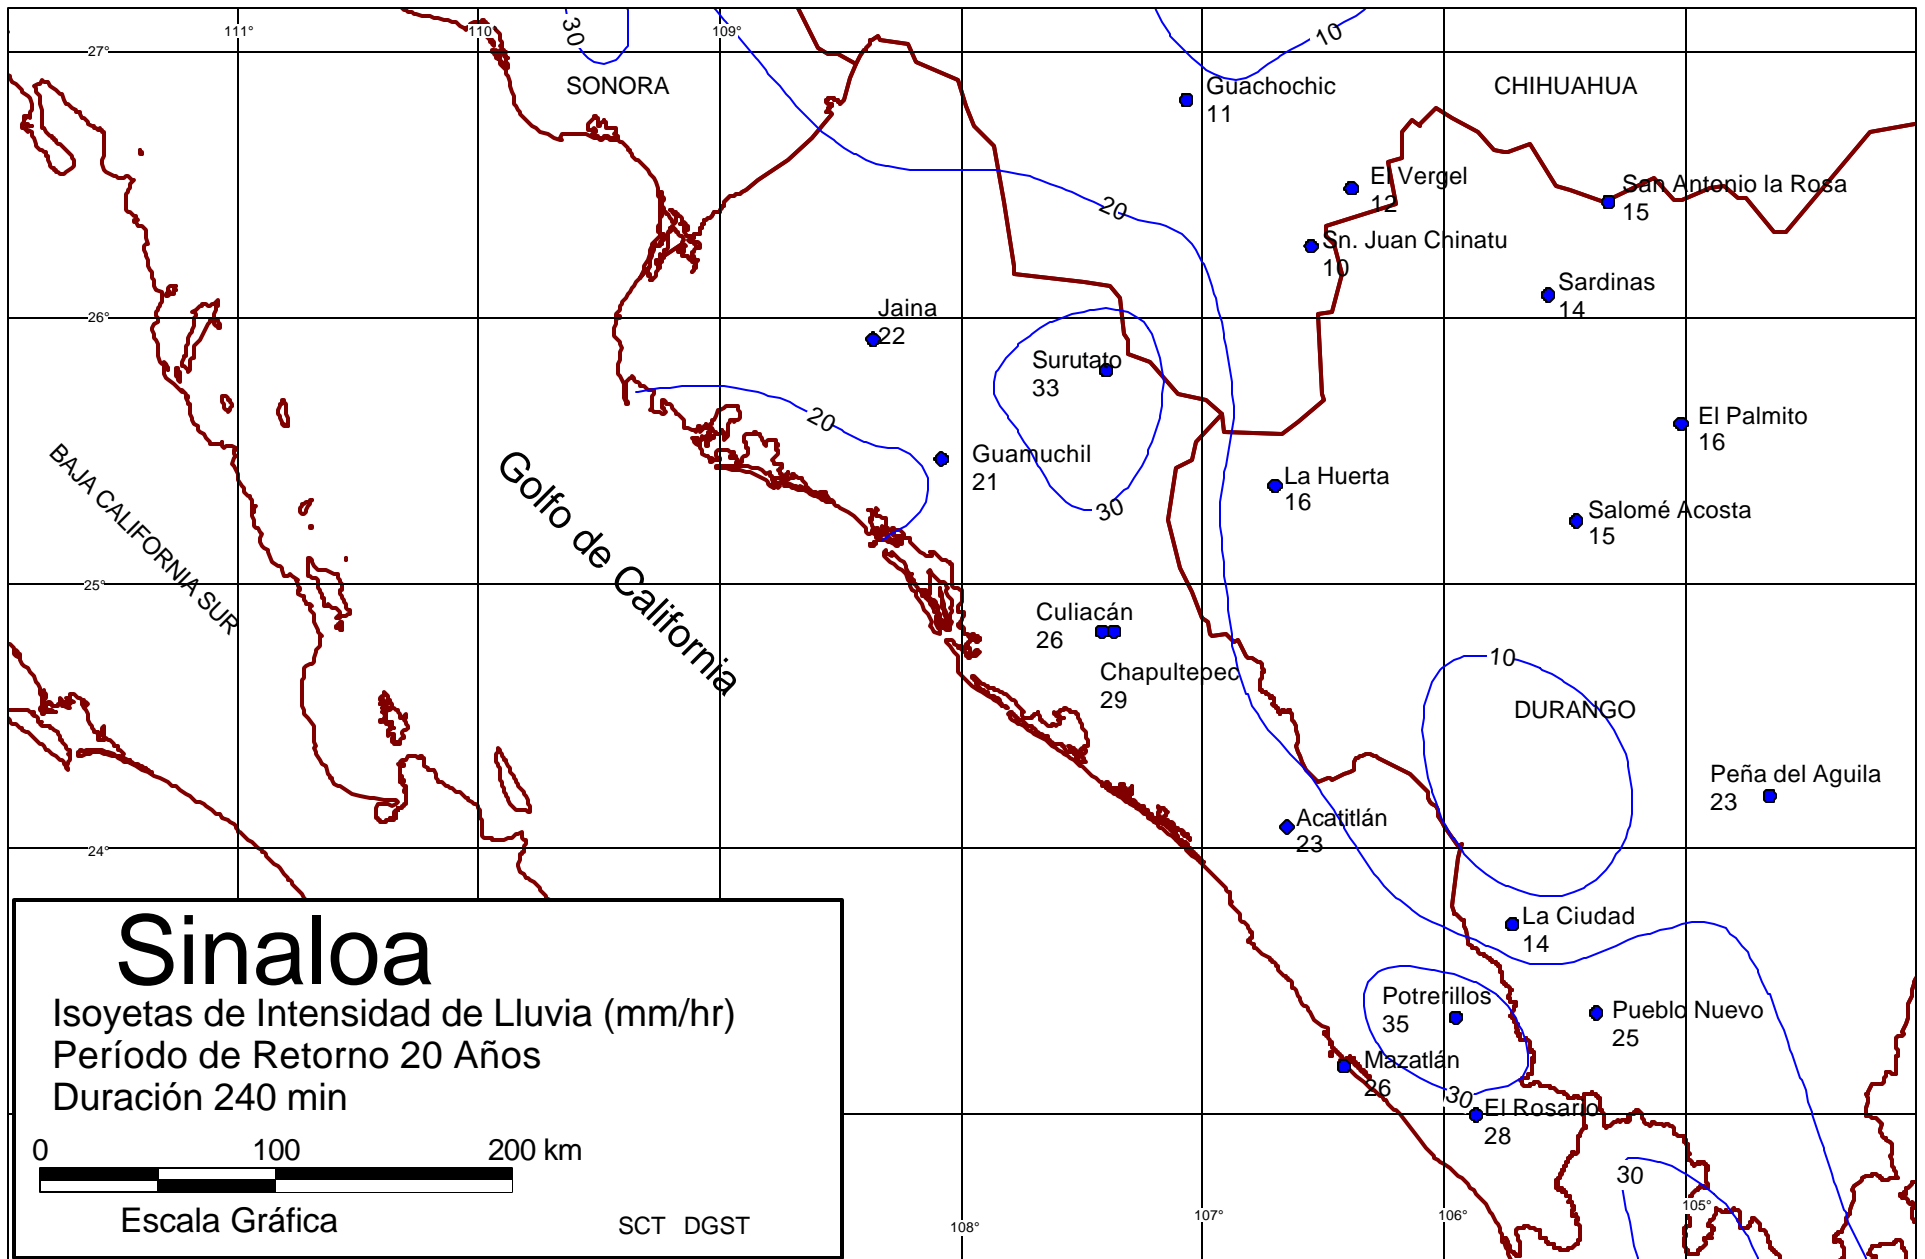 30
10
111°
110°
109°
27°
SONORA
Guachochic
11
CHIHUAHUA
El Vergel
12
San Antonio la Rosa
15
20
Sn. Juan Chinatu
10
Sardinas
14
Jaina
22
26°
Surutato
33
20
El Palmito
16
Guamuchil
21
La Huerta
16
30
Salomé Acosta
15
BAJA CALIFORNIA SUR
Golfo de California
25°
Culiacán
26
Chapultepec
29
10
DURANGO
Peña del Aguila
23
Acatitlán
23
24°
La Ciudad
14
Potrerillos
35
Pueblo Nuevo
25
Mazatlán
26
30
El Rosario
28
30
108°
107°
106°
105°
Sinaloa
Isoyetas de Intensidad de Lluvia (mm/hr)
Período de Retorno 20 Años
Duración 240 min
0 100 200 km
Escala Gráfica
SCT DGST